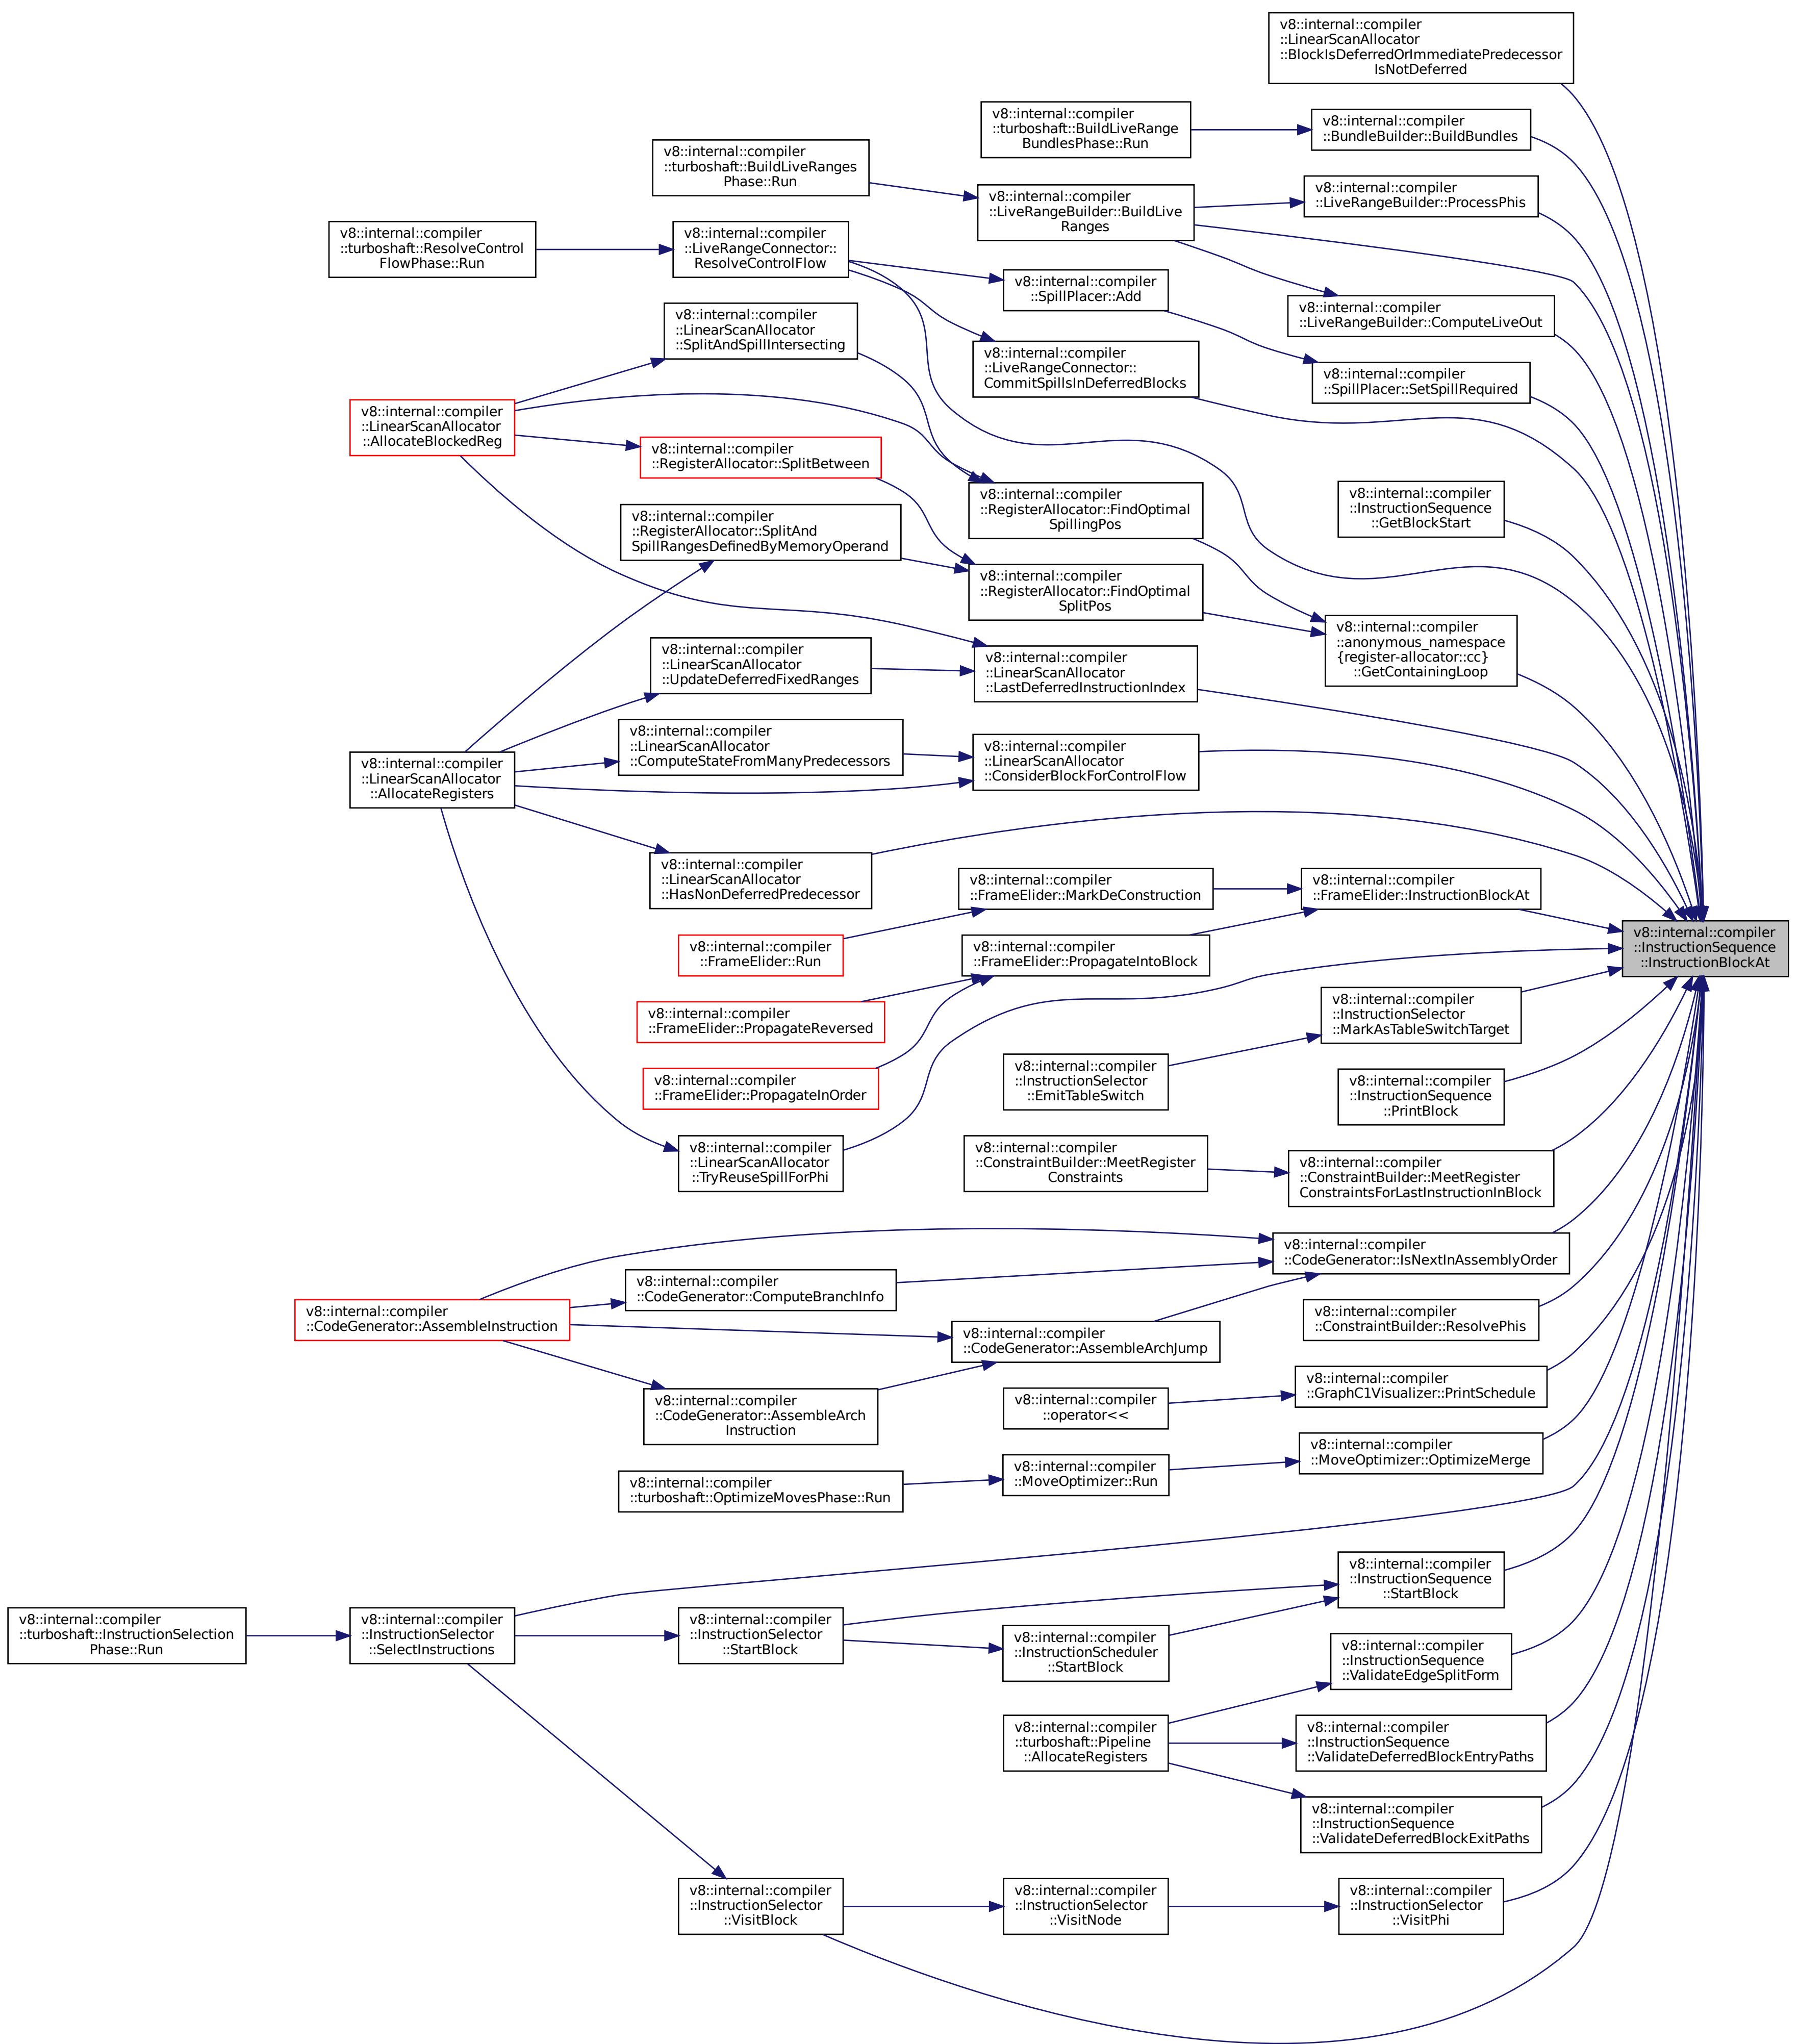 v8::internal::compiler
::LinearScanAllocator
::BlockIsDeferredOrImmediatePredecessor
IsNotDeferred
v8::internal::compiler
::turboshaft::BuildLiveRange
BundlesPhase::Run
v8::internal::compiler
::BundleBuilder::BuildBundles
v8::internal::compiler
::turboshaft::BuildLiveRanges
Phase::Run
v8::internal::compiler
::LiveRangeBuilder::BuildLive
Ranges
v8::internal::compiler
::LiveRangeBuilder::ProcessPhis
v8::internal::compiler
::turboshaft::ResolveControl
FlowPhase::Run
v8::internal::compiler
::LiveRangeConnector::
ResolveControlFlow
v8::internal::compiler
::SpillPlacer::Add
v8::internal::compiler
::LiveRangeBuilder::ComputeLiveOut
v8::internal::compiler
::LinearScanAllocator
::SplitAndSpillIntersecting
v8::internal::compiler
::LiveRangeConnector::
CommitSpillsInDeferredBlocks
v8::internal::compiler
::SpillPlacer::SetSpillRequired
v8::internal::compiler
::LinearScanAllocator
::AllocateBlockedReg
v8::internal::compiler
::RegisterAllocator::SplitBetween
v8::internal::compiler
::RegisterAllocator::FindOptimal
SpillingPos
v8::internal::compiler
::InstructionSequence
::GetBlockStart
v8::internal::compiler
::RegisterAllocator::SplitAnd
SpillRangesDefinedByMemoryOperand
v8::internal::compiler
::RegisterAllocator::FindOptimal
SplitPos
v8::internal::compiler
::anonymous_namespace
{register-allocator::cc}
::GetContainingLoop
v8::internal::compiler
::LinearScanAllocator
::UpdateDeferredFixedRanges
v8::internal::compiler
::LinearScanAllocator
::LastDeferredInstructionIndex
v8::internal::compiler
::LinearScanAllocator
::AllocateRegisters
v8::internal::compiler
::LinearScanAllocator
::ComputeStateFromManyPredecessors
v8::internal::compiler
::LinearScanAllocator
::ConsiderBlockForControlFlow
v8::internal::compiler
::LinearScanAllocator
::HasNonDeferredPredecessor
v8::internal::compiler
::FrameElider::MarkDeConstruction
v8::internal::compiler
::FrameElider::InstructionBlockAt
v8::internal::compiler
::InstructionSequence
::InstructionBlockAt
v8::internal::compiler
::FrameElider::Run
v8::internal::compiler
::FrameElider::PropagateIntoBlock
v8::internal::compiler
::FrameElider::PropagateReversed
v8::internal::compiler
::InstructionSelector
::MarkAsTableSwitchTarget
v8::internal::compiler
::FrameElider::PropagateInOrder
v8::internal::compiler
::InstructionSelector
::EmitTableSwitch
v8::internal::compiler
::InstructionSequence
::PrintBlock
v8::internal::compiler
::LinearScanAllocator
::TryReuseSpillForPhi
v8::internal::compiler
::ConstraintBuilder::MeetRegister
Constraints
v8::internal::compiler
::ConstraintBuilder::MeetRegister
ConstraintsForLastInstructionInBlock
v8::internal::compiler
::CodeGenerator::IsNextInAssemblyOrder
v8::internal::compiler
::CodeGenerator::ComputeBranchInfo
v8::internal::compiler
::CodeGenerator::AssembleInstruction
v8::internal::compiler
::CodeGenerator::AssembleArchJump
v8::internal::compiler
::ConstraintBuilder::ResolvePhis
v8::internal::compiler
::CodeGenerator::AssembleArch
Instruction
v8::internal::compiler
::operator<<
v8::internal::compiler
::GraphC1Visualizer::PrintSchedule
v8::internal::compiler
::turboshaft::OptimizeMovesPhase::Run
v8::internal::compiler
::MoveOptimizer::Run
v8::internal::compiler
::MoveOptimizer::OptimizeMerge
v8::internal::compiler
::InstructionSequence
::StartBlock
v8::internal::compiler
::turboshaft::InstructionSelection
Phase::Run
v8::internal::compiler
::InstructionSelector
::SelectInstructions
v8::internal::compiler
::InstructionSelector
::StartBlock
v8::internal::compiler
::InstructionScheduler
::StartBlock
v8::internal::compiler
::InstructionSequence
::ValidateEdgeSplitForm
v8::internal::compiler
::turboshaft::Pipeline
::AllocateRegisters
v8::internal::compiler
::InstructionSequence
::ValidateDeferredBlockEntryPaths
v8::internal::compiler
::InstructionSequence
::ValidateDeferredBlockExitPaths
v8::internal::compiler
::InstructionSelector
::VisitBlock
v8::internal::compiler
::InstructionSelector
::VisitNode
v8::internal::compiler
::InstructionSelector
::VisitPhi